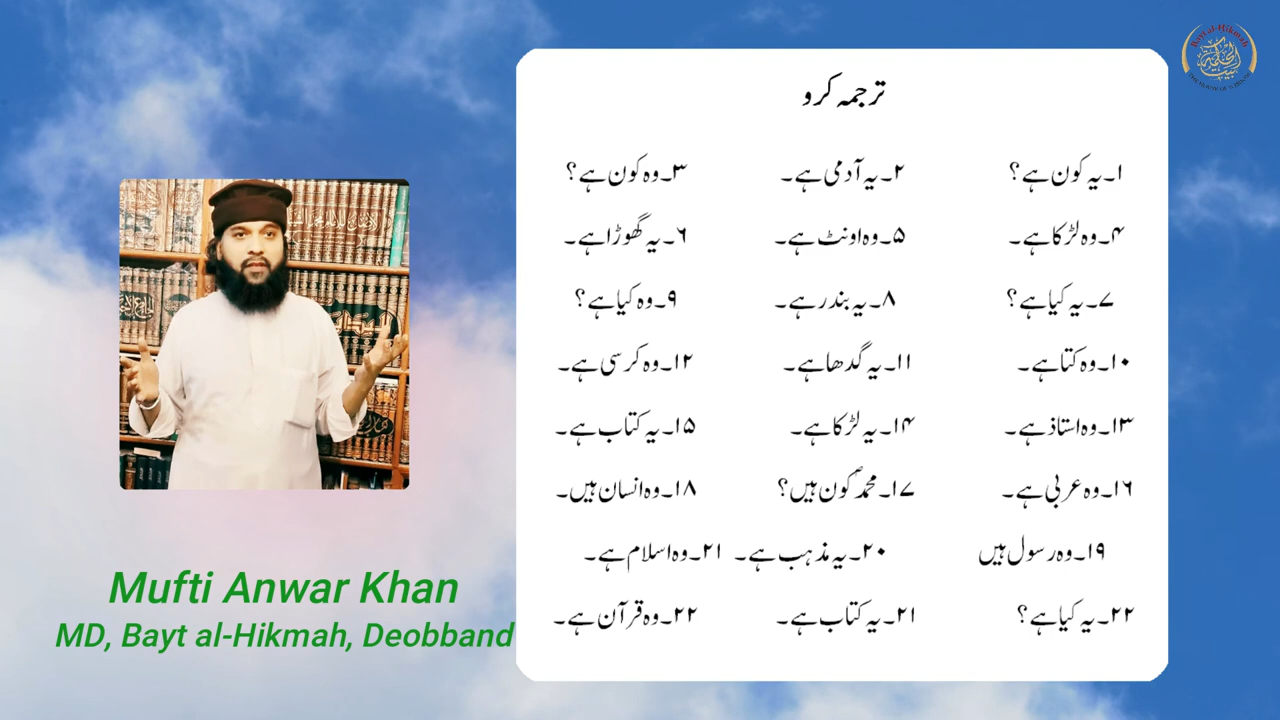 ترجمہ کرو
۱۔ یہ کون ہے؟ ۲۔ یہ آدمی ہے۔ ۳۔ وہ کون ہے؟
۴۔ وہ لڑکا ہے۔ ۵۔ وہ اونٹ ہے۔ ۶۔ یہ گھوڑا ہے۔
۷۔ یہ کیا ہے؟ ۸۔ یہ بندر ہے۔ ۹۔ وہ کیا ہے؟
۱۰۔ وہ کتا ہے۔ ۱۱۔ یہ گدھا ہے۔ ۱۲۔ وہ کرسی ہے۔
۱۳۔ وہ استاذ ہے۔ ۱۴۔ یہ لڑکا ہے۔ ۱۵۔ یہ کتاب ہے۔
۱۶۔ وہ عربی ہے۔ ۱۷۔ محمدؐ کون ہیں؟ ۱۸۔ وہ انسان ہیں۔
۱۹۔ وہ رسول ہیں ۲۰۔ یہ مذہب ہے۔ ۲۱۔ وہ اسلام ہے۔
۲۲۔ یہ کیا ہے؟ ۲۱۔ یہ کتاب ہے۔ ۲۲۔ وہ قرآن ہے۔
Mufti Anwar Khan
MD, Bayt al-Hikmah, Deobband
Bayt al-Hikmah
بيت الحكمة